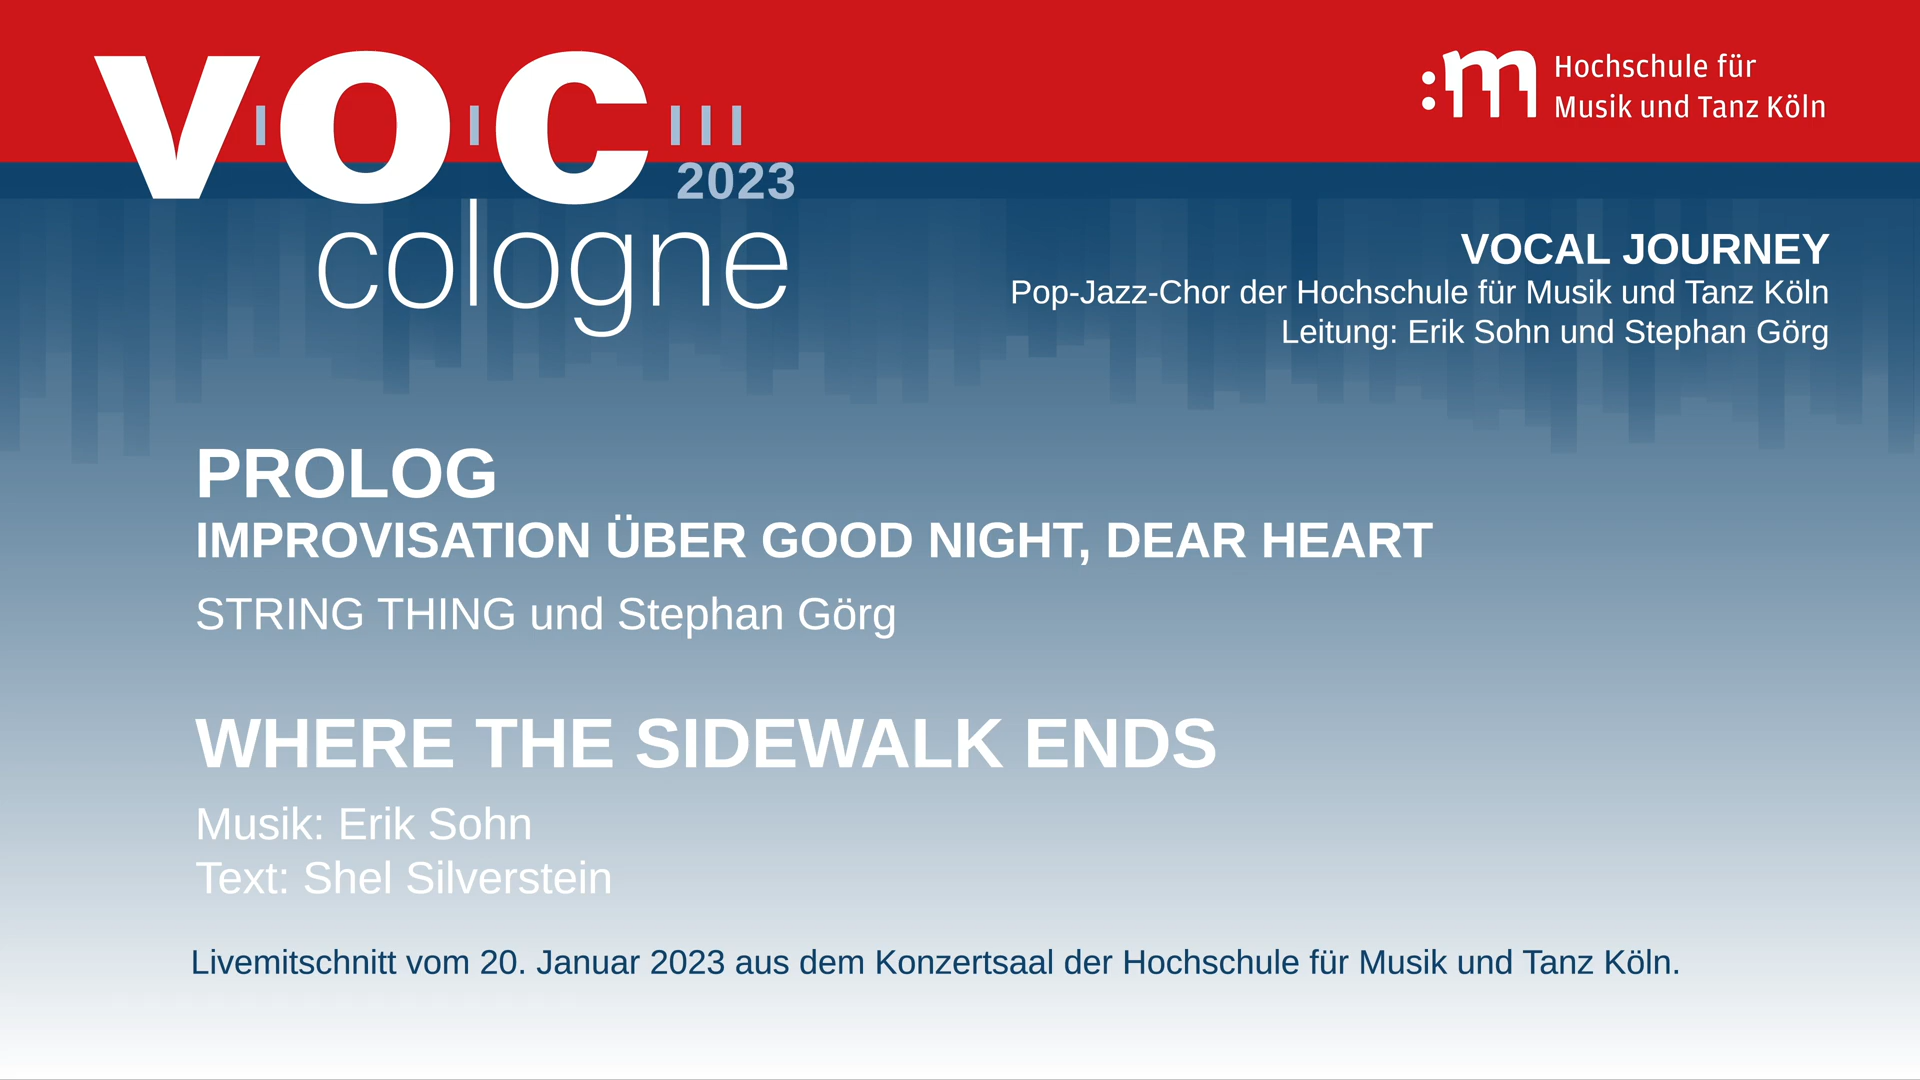 voc
2023
cologne
:m Hochschule für
Musik und Tanz Köln
VOCAL JOURNEY
Pop-Jazz-Chor der Hochschule für Musik und Tanz Köln
Leitung: Erik Sohn und Stephan Görg
PROLOG
IMPROVISATION ÜBER GOOD NIGHT, DEAR HEART
STRING THING und Stephan Görg
WHERE THE SIDEWALK ENDS
Musik: Erik Sohn
Text: Shel Silverstein
Livemitschnitt vom 20. Januar 2023 aus dem Konzertsaal der Hochschule für Musik und Tanz Köln.